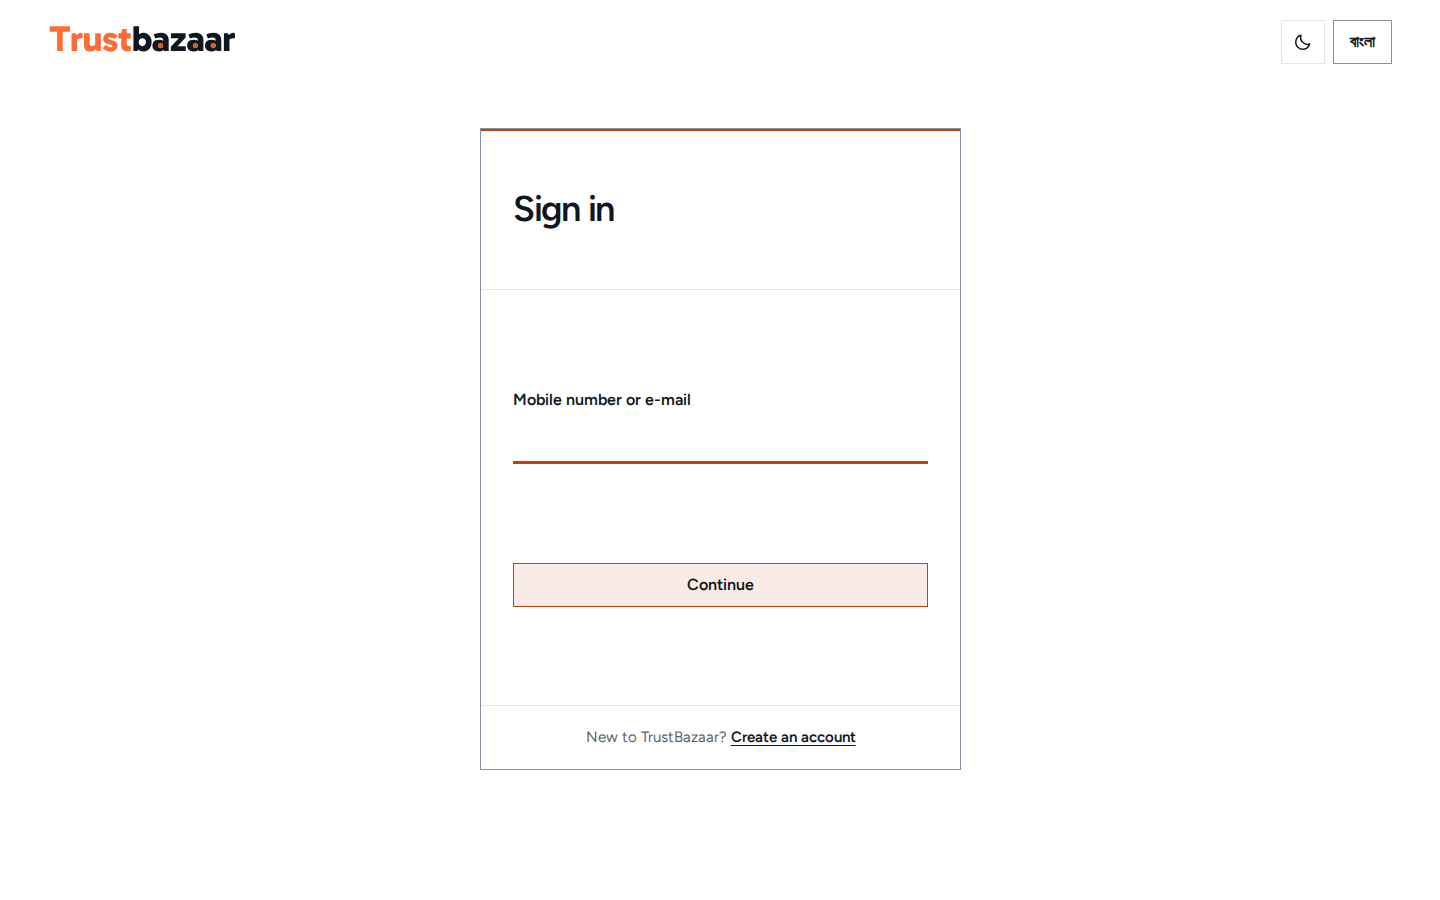 Trustbazaar
বাংলা
Sign in
Mobile number or e-mail
Continue
New to TrustBazaar? Create an account